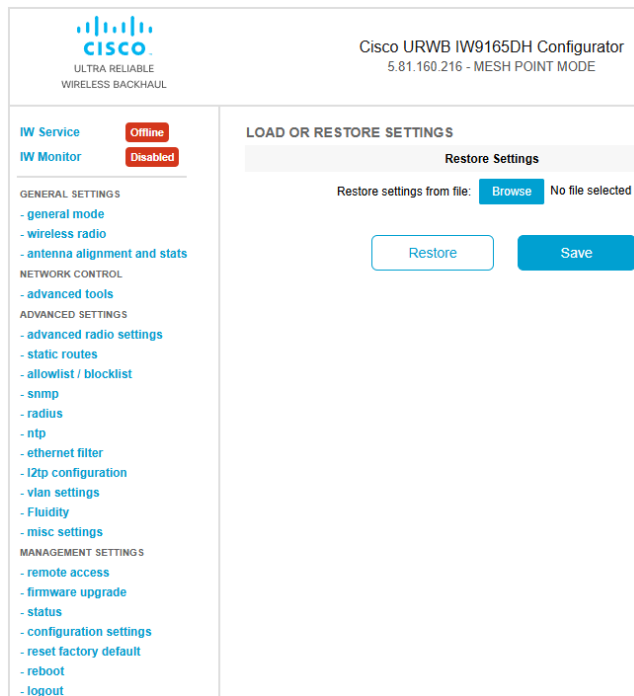 CISCO
ULTRA RELIABLE
WIRELESS BACKHAUL
Cisco URWB IW9165DH Configurator
5.81.160.216 - MESH POINT MODE
IW Service Offline
IW Monitor Disabled
GENERAL SETTINGS
- general mode
- wireless radio
- antenna alignment and stats
NETWORK CONTROL
- advanced tools
ADVANCED SETTINGS
- advanced radio settings
- static routes
- allowlist / blocklist
- snmp
- radius
- ntp
- ethernet filter
- l2tp configuration
- vlan settings
- Fluidity
- misc settings
MANAGEMENT SETTINGS
- remote access
- firmware upgrade
- status
- configuration settings
- reset factory default
- reboot
- logout
LOAD OR RESTORE SETTINGS
Restore Settings
Restore settings from file: Browse No file selected
Restore Save